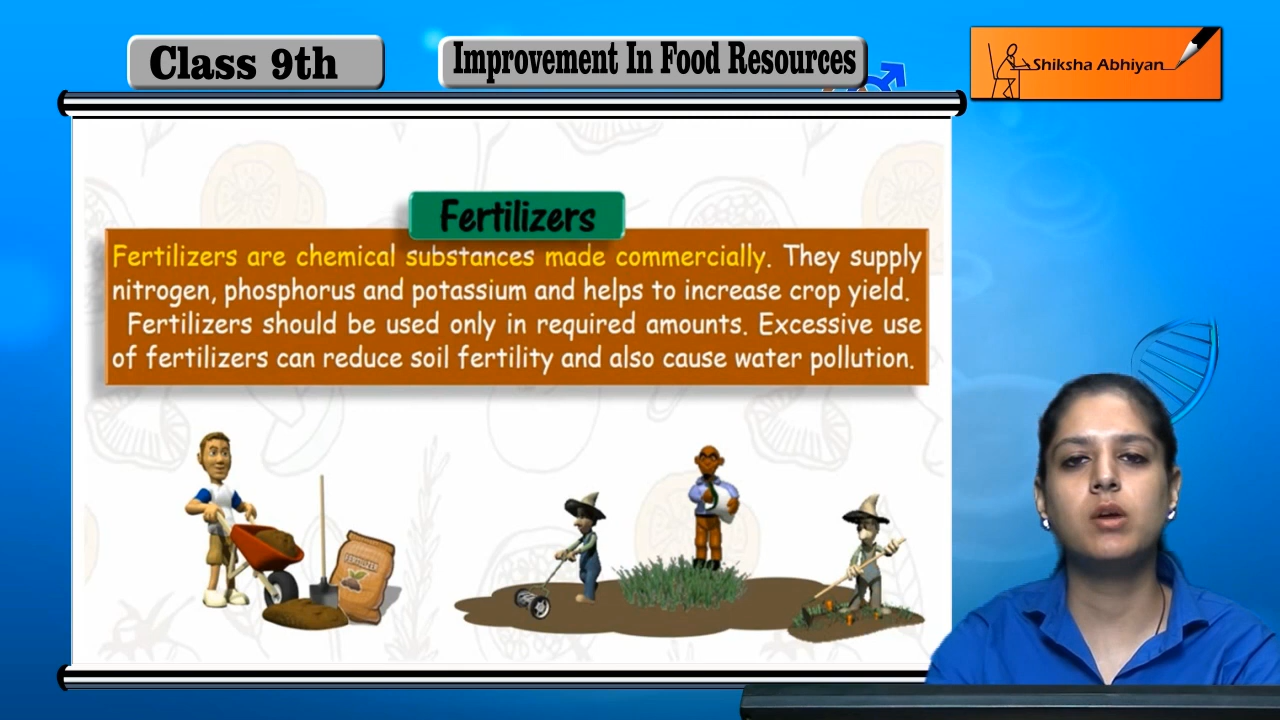 Class 9th
Improvement In Food Resources
Shiksha Abhiyan
Fertilizers
Fertilizers are chemical substances made commercially. They supply
nitrogen, phosphorus and potassium and helps to increase crop yield.
Fertilizers should be used only in required amounts. Excessive use
of fertilizers can reduce soil fertility and also cause water pollution.
FERTILIZER